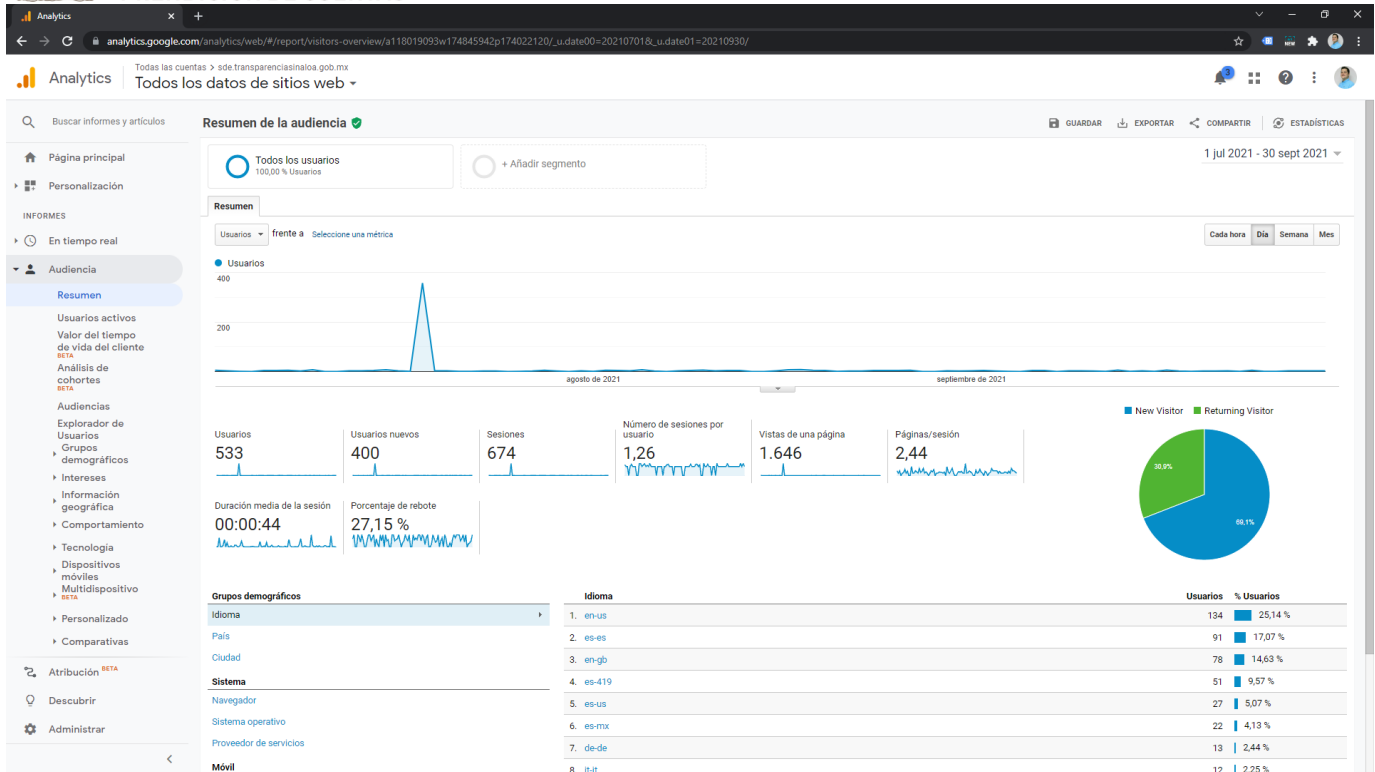 Analytics
analytics.google.com/analytics/web/#/report/visitors-overview/a118019093w174845942p174022120/_u.date00=20210701&_u.date01=20210930/
Analytics
Todas las cuentas > sde.transparenciasinaloa.gob.mx
Todos los datos de sitios web
3
Buscar informes y artículos
Resumen de la audiencia
GUARDAR
EXPORTAR
COMPARTIR
ESTADÍSTICAS
Página principal
Personalización
INFORMES
En tiempo real
Audiencia
Resumen
Usuarios activos
Valor del tiempo
de vida del cliente
BETA
Análisis de
cohortes
BETA
Audiencias
Explorador de
Usuarios
Grupos
demográficos
Intereses
Información
geográfica
Comportamiento
Tecnología
Dispositivos
móviles
Multidispositivo
BETA
Personalizado
Comparativas
Atribución BETA
Descubrir
Administrar
Todos los usuarios
100,00 % Usuarios
+ Añadir segmento
1 jul 2021 - 30 sept 2021
Resumen
Usuarios frente a Seleccione una métrica
Cada hora Día Semana Mes
Usuarios
400
200
agosto de 2021
septiembre de 2021
New Visitor Returning Visitor
30,9%
69,1%
Usuarios
533
Usuarios nuevos
400
Sesiones
674
Número de sesiones por
usuario
1,26
Vistas de una página
1.646
Páginas/sesión
2,44
Duración media de la sesión
00:00:44
Porcentaje de rebote
27,15 %
Grupos demográficos
Idioma
País
Ciudad
Sistema
Navegador
Sistema operativo
Proveedor de servicios
Móvil
Idioma Usuarios % Usuarios
1. en-us 134 25,14 %
2. es-es 91 17,07 %
3. en-gb 78 14,63 %
4. es-419 51 9,57 %
5. es-us 27 5,07 %
6. es-mx 22 4,13 %
7. de-de 13 2,44 %
8. it-it 12 2,25 %